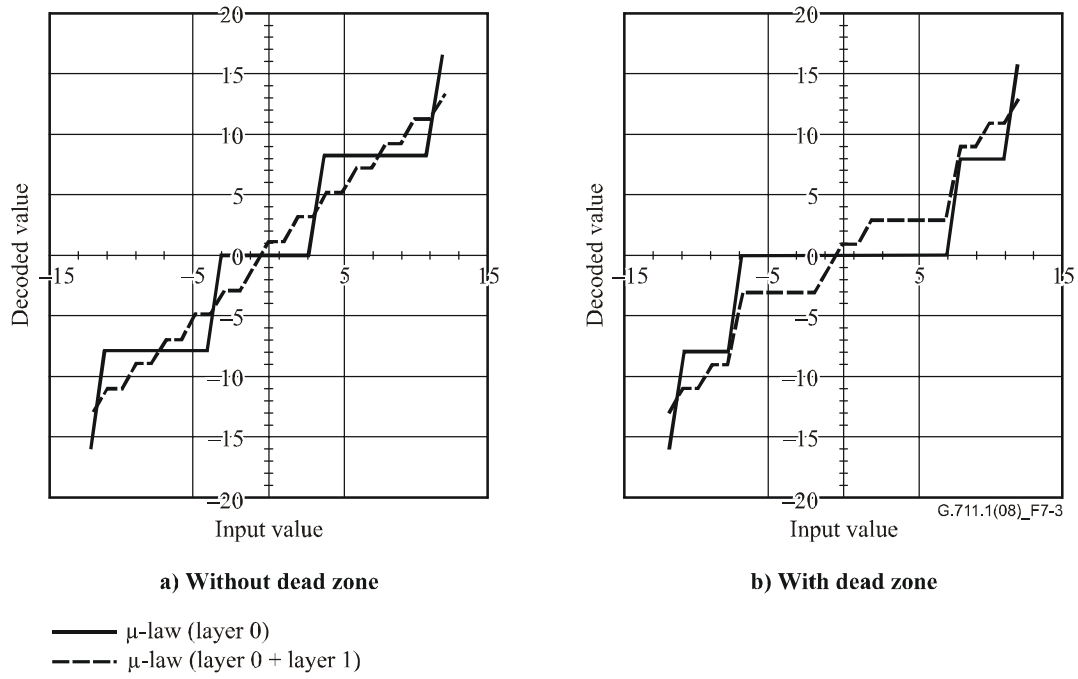 20
15
10
5
0
−15
−5
5
15
−5
−10
−15
−20
Decoded value
Input value
20
15
10
5
0
−15
−5
5
15
−5
−10
−15
−20
Decoded value
Input value
G.711.1(08)_F7-3
a) Without dead zone
b) With dead zone
μ-law (layer 0)
μ-law (layer 0 + layer 1)